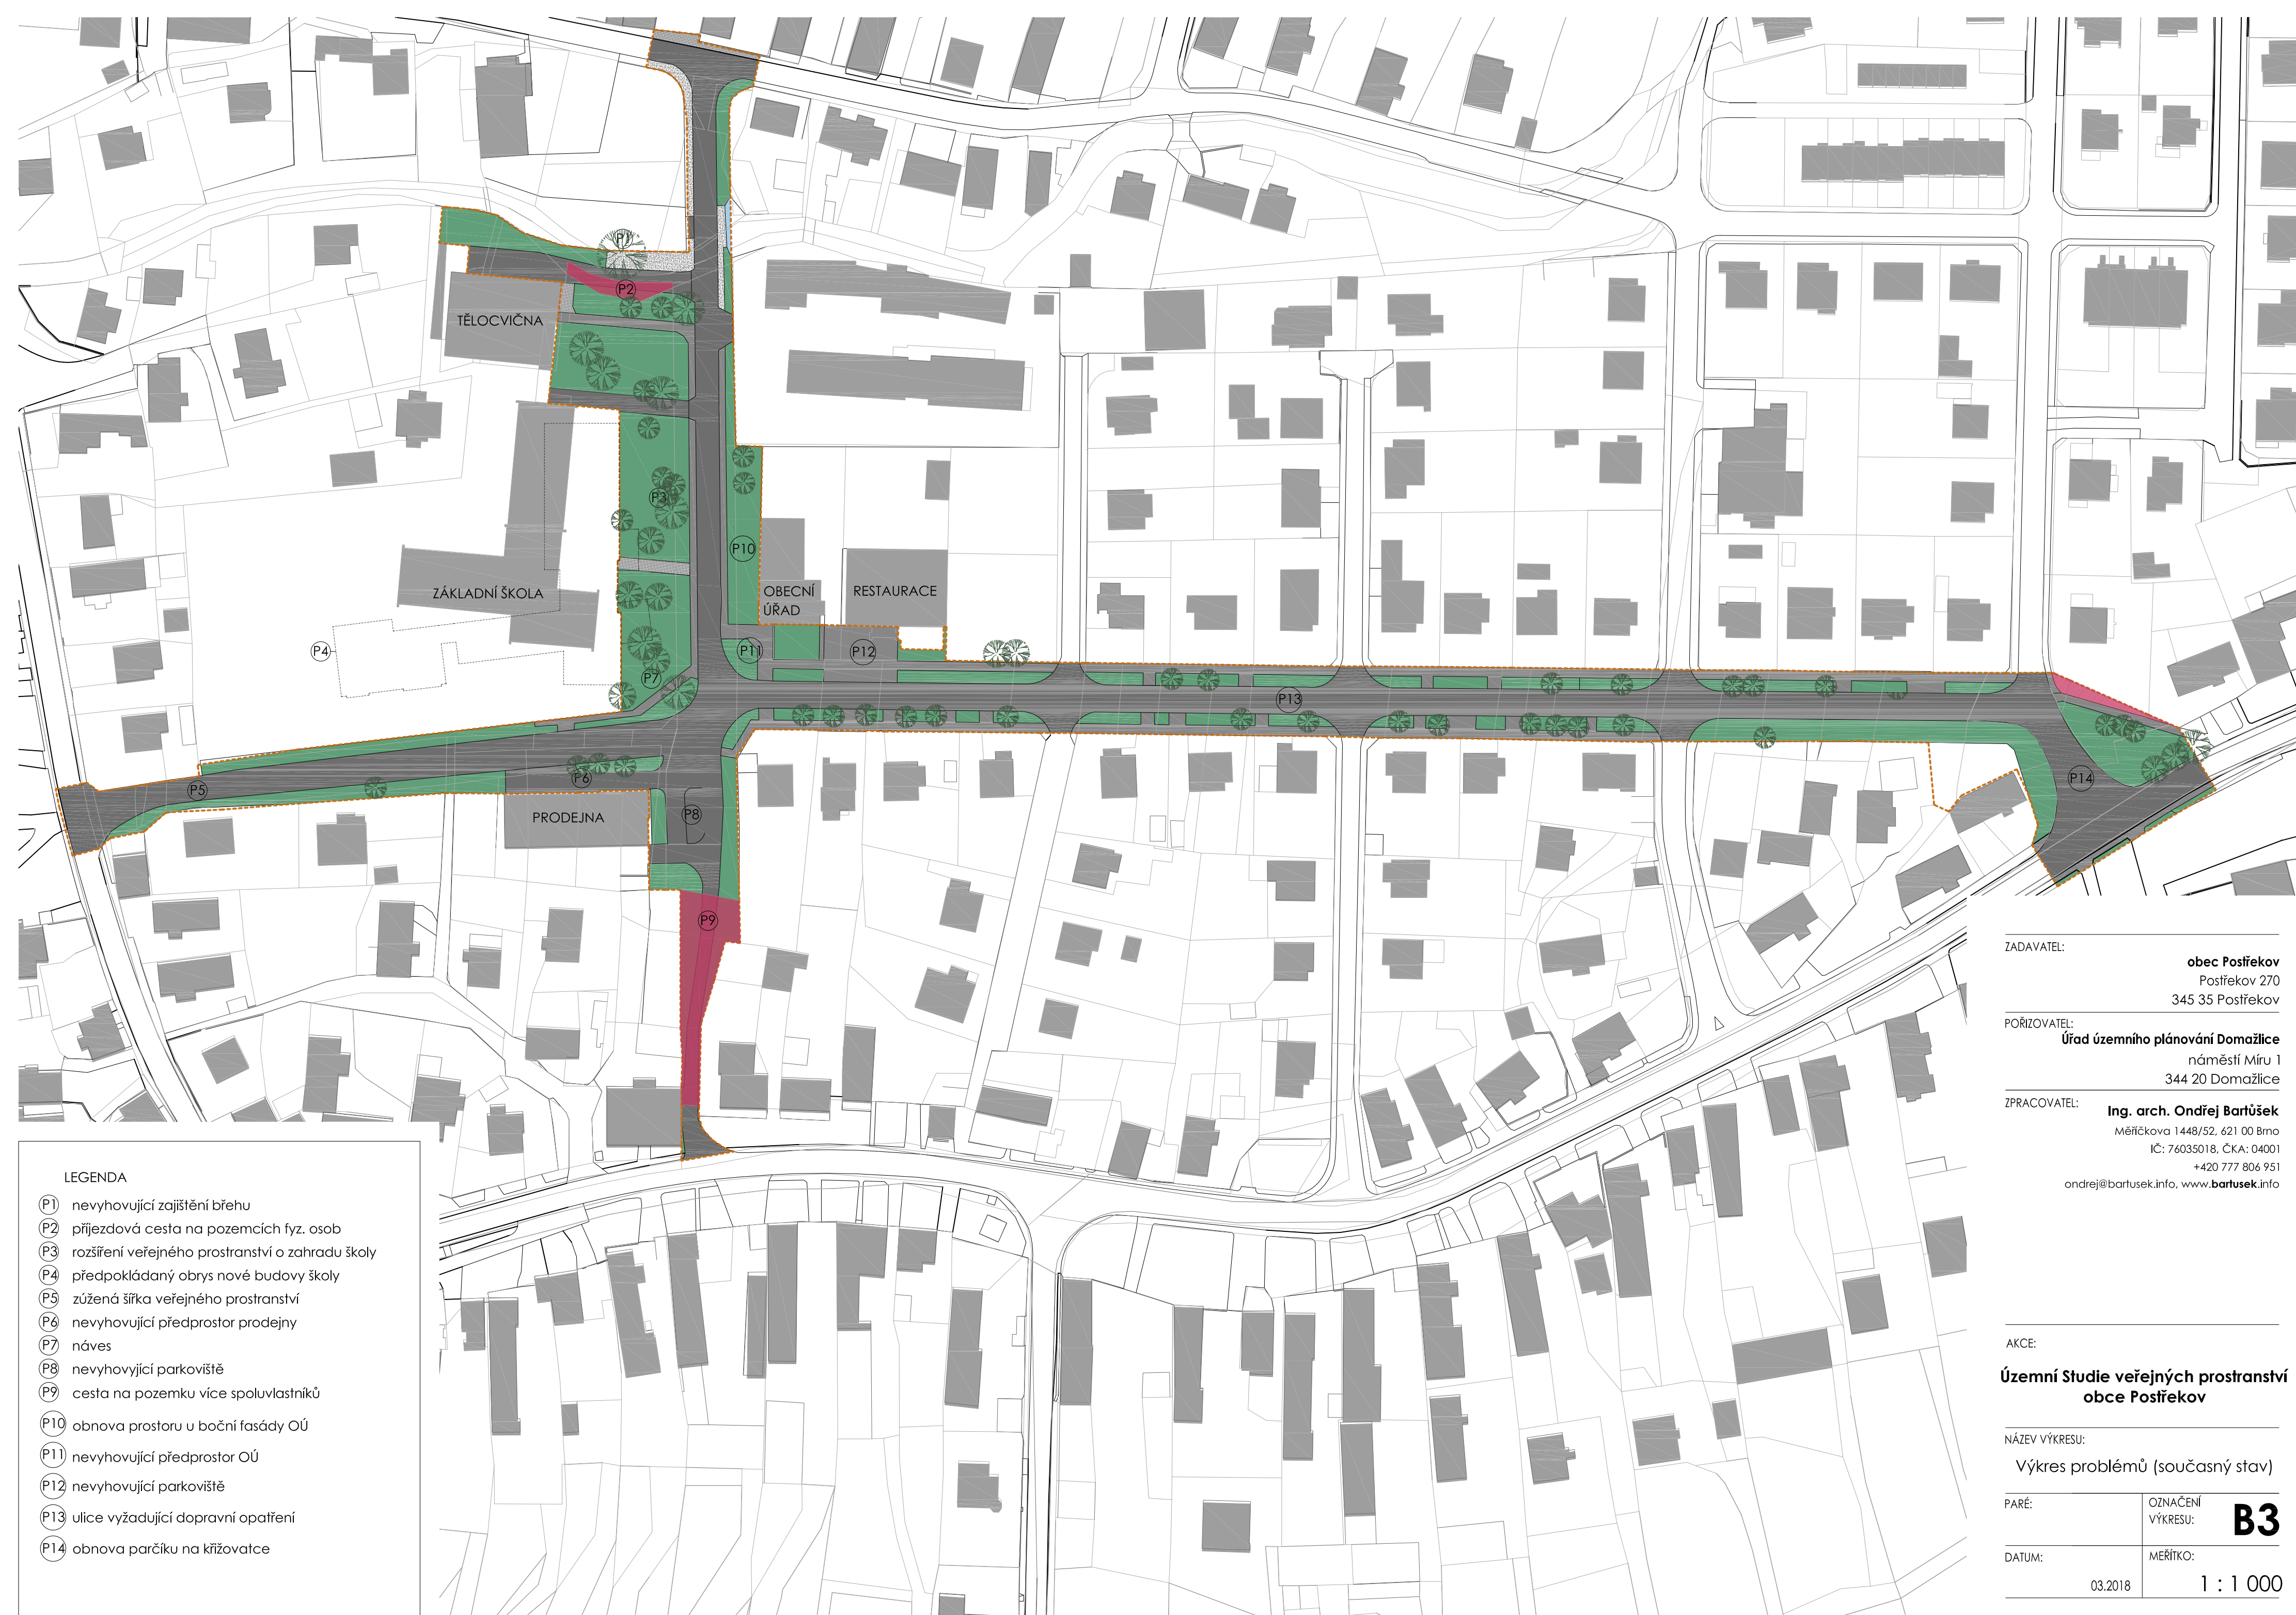 P1
P2
TĚLOCVIČNA
P3
P10
ZÁKLADNÍ ŠKOLA
OBECNÍ
ÚŘAD
RESTAURACE
P4
P11
P12
P7
P13
P5
P6
P14
PRODEJNA
P8
P9
LEGENDA
P1 nevyhovující zajištění břehu
P2 příjezdová cesta na pozemcích fyz. osob
P3 rozšíření veřejného prostranství o zahradu školy
P4 předpokládaný obrys nové budovy školy
P5 zúžená šířka veřejného prostranství
P6 nevyhovující předprostor prodejny
P7 náves
P8 nevyhovyjící parkoviště
P9 cesta na pozemku více spoluvlastníků
P10 obnova prostoru u boční fasády OÚ
P11 nevyhovující předprostor OÚ
P12 nevyhovující parkoviště
P13 ulice vyžadující dopravní opatření
P14 obnova parčíku na křižovatce
ZADAVATEL:
obec Postřekov
Postřekov 270
345 35 Postřekov
POŘIZOVATEL:
Úřad územního plánování Domažlice
náměstí Míru 1
344 20 Domažlice
ZPRACOVATEL:
Ing. arch. Ondřej Bartůšek
Měříčkova 1448/52, 621 00 Brno
IČ: 76035018, ČKA: 04001
+420 777 806 951
ondrej@bartusek.info, www.bartusek.info
AKCE:
Územní Studie veřejných prostranství
obce Postřekov
NÁZEV VÝKRESU:
Výkres problémů (současný stav)
PARÉ:
OZNAČENÍ
VÝKRESU:
B3
DATUM:
03.2018
MEŘÍTKO:
1 : 1 000